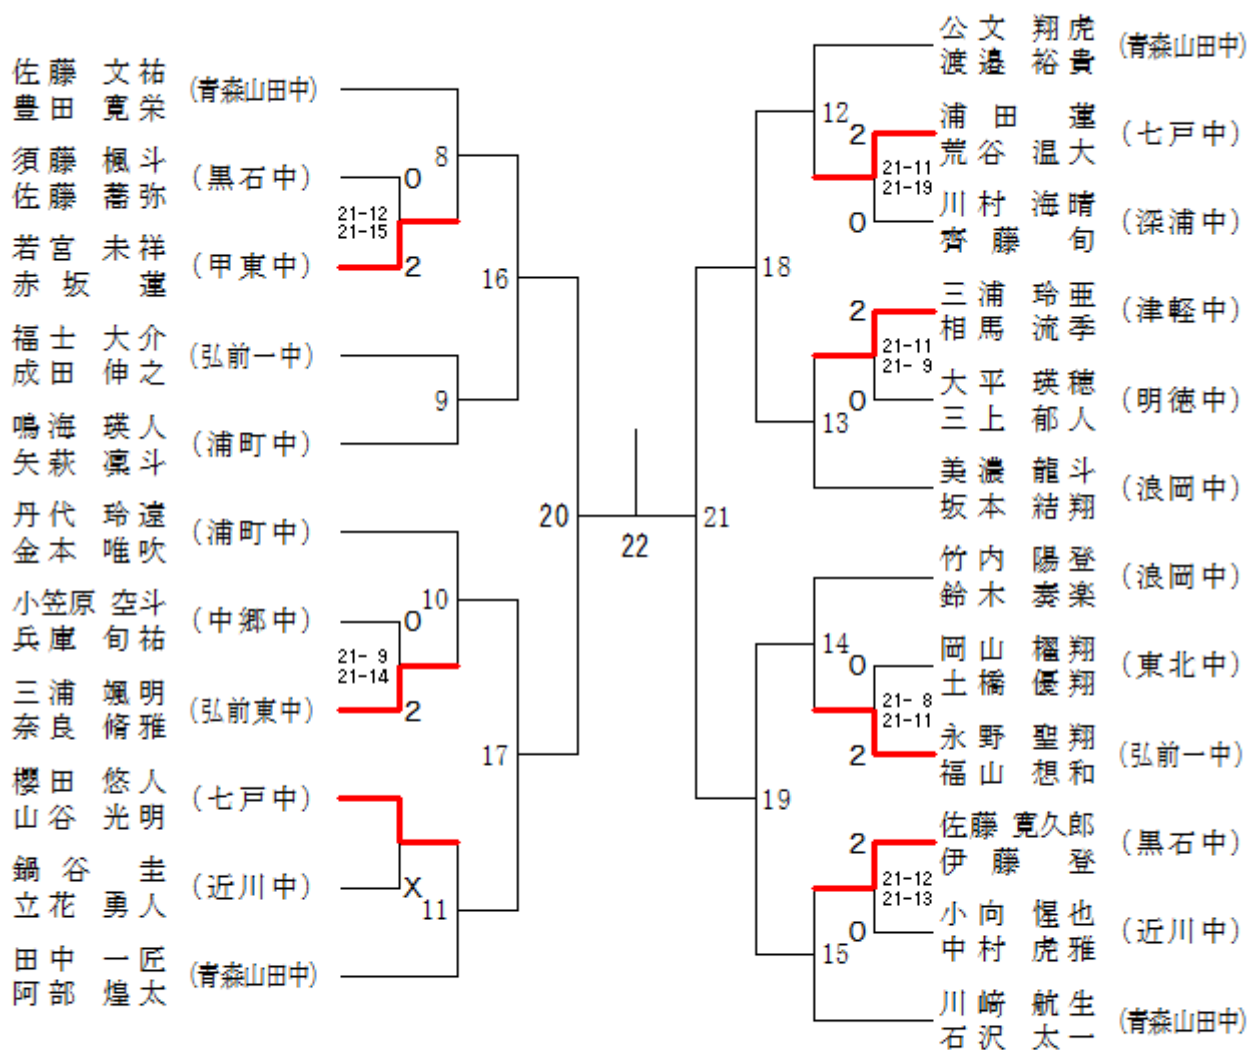 佐藤 文祐
豊田 寛栄
(青森山田中)
須藤 楓斗
佐藤 蕎弥
(黒石中)
0
21-12
21-15
若宮 未祥
赤坂 蓮
(甲東中)
2
8
福士 大介
成田 伸之
(弘前一中)
16
9
鳴海 瑛人
矢萩 凜斗
(浦町中)
丹代 玲遠
金本 唯吹
(浦町中)
20
小笠原 空斗
兵庫 旬祐
(中郷中)
0
10
21- 9
21-14
三浦 颯明
奈良 脩雅
(弘前東中)
2
17
櫻田 悠人
山谷 光明
(七戸中)
鍋谷 圭
立花 勇人
(近川中)
X
11
田中 一匠
阿部 煌太
(青森山田中)
22
公文 翔虎
渡邉 裕貴
(青森山田中)
12
2
浦田 蓮
荒谷 温大
(七戸中)
21-11
21-19
0
川村 海晴
齊藤 旬
(深浦中)
18
2
三浦 玲亜
相馬 流季
(津軽中)
21-11
21- 9
0
大平 瑛穂
三上 郁人
(明徳中)
13
美濃 龍斗
坂本 結翔
(浪岡中)
21
竹内 陽登
鈴木 奏楽
(浪岡中)
14
0
岡山 櫂翔
土橋 優翔
(東北中)
21- 8
21-11
2
永野 聖翔
福山 想和
(弘前一中)
19
2
佐藤 寛久郎
伊藤 登
(黒石中)
21-12
21-13
0
小向 惺也
中村 虎雅
(近川中)
15
川﨑 航生
石沢 太一
(青森山田中)